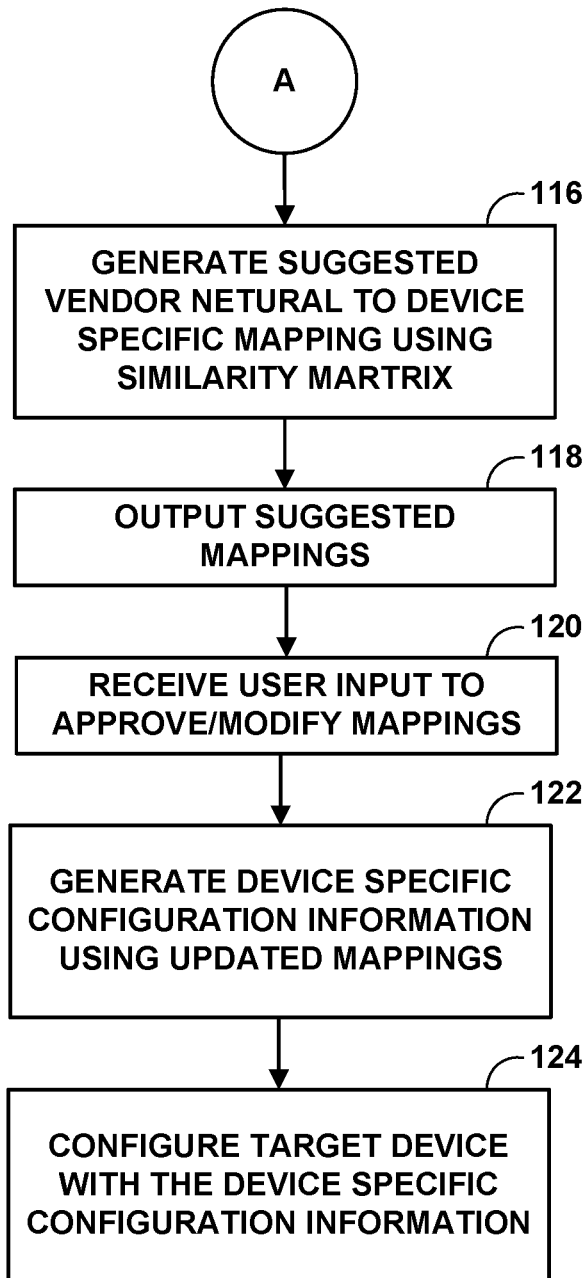 A
116
GENERATE SUGGESTED
VENDOR NETURAL TO DEVICE
SPECIFIC MAPPING USING
SIMILARITY MARTRIX
118
OUTPUT SUGGESTED
MAPPINGS
120
RECEIVE USER INPUT TO
APPROVE/MODIFY MAPPINGS
122
GENERATE DEVICE SPECIFIC
CONFIGURATION INFORMATION
USING UPDATED MAPPINGS
124
CONFIGURE TARGET DEVICE
WITH THE DEVICE SPECIFIC
CONFIGURATION INFORMATION